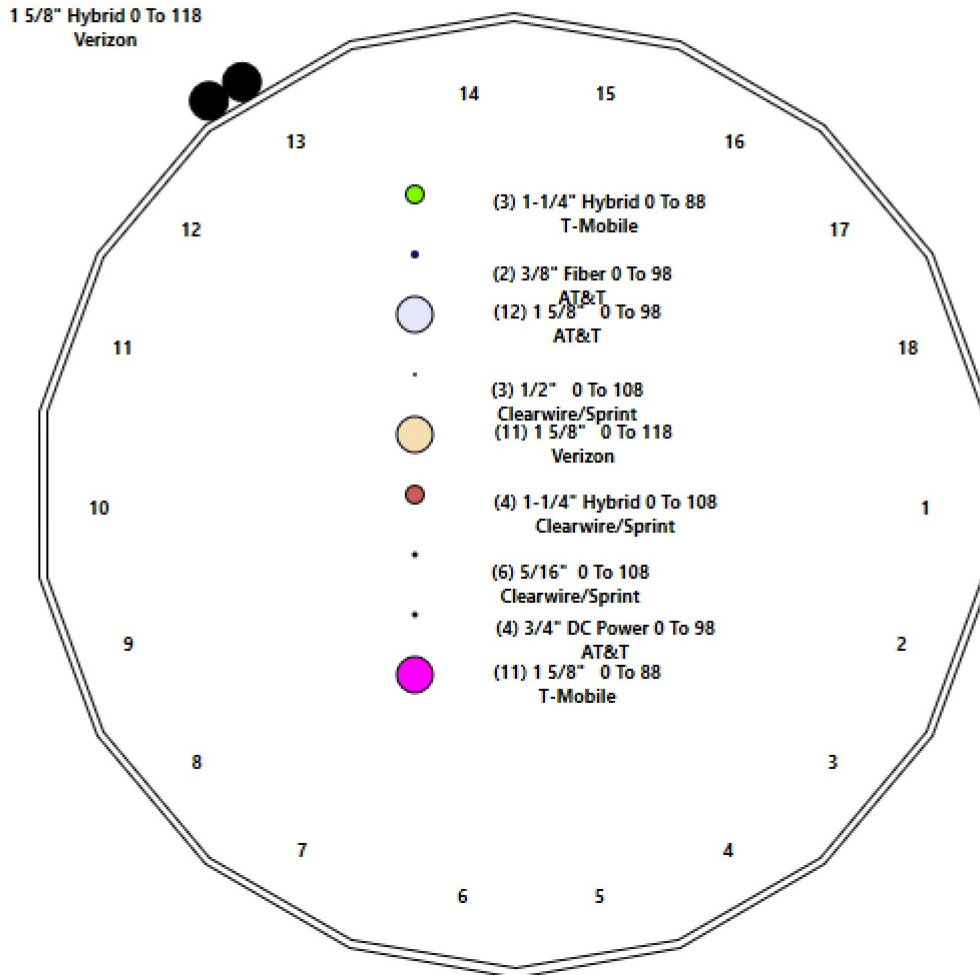 1 5/8" Hybrid 0 To 118
Verizon
14
15
13
16
12
17
(3) 1-1/4" Hybrid 0 To 88
T-Mobile
(2) 3/8" Fiber 0 To 98
AT&T
(12) 1 5/8" 0 To 98
AT&T
11
18
(3) 1/2" 0 To 108
Clearwire/Sprint
(11) 1 5/8" 0 To 118
Verizon
10
1
(4) 1-1/4" Hybrid 0 To 108
Clearwire/Sprint
(6) 5/16" 0 To 108
Clearwire/Sprint
9
2
(4) 3/4" DC Power 0 To 98
AT&T
(11) 1 5/8" 0 To 88
T-Mobile
8
3
7
4
6
5